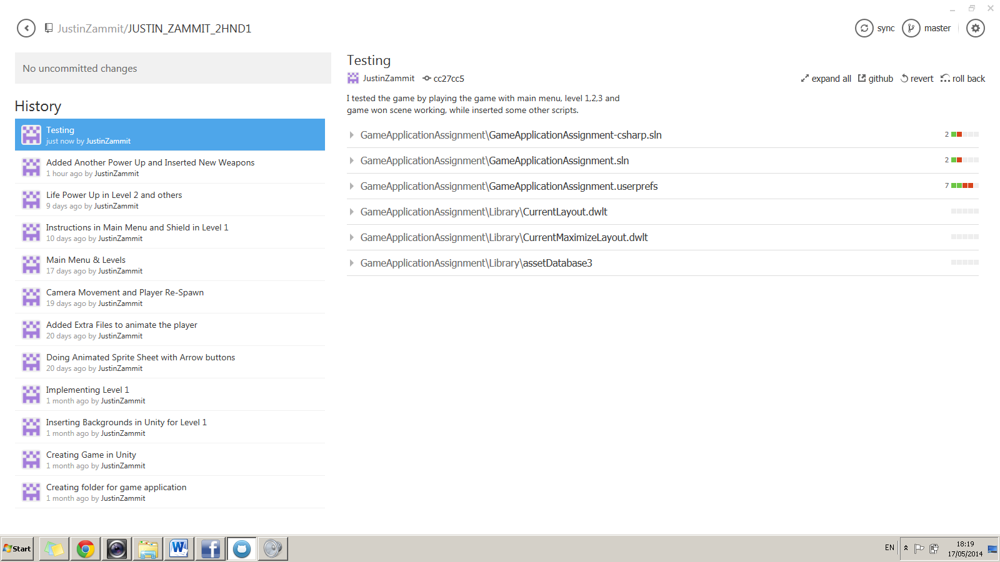 JustinZammit/JUSTIN_ZAMMIT_2HND1
sync
master
No uncommitted changes
History
Testing
just now by JustinZammit
Added Another Power Up and Inserted New Weapons
1 hour ago by JustinZammit
Life Power Up in Level 2 and others
9 days ago by JustinZammit
Instructions in Main Menu and Shield in Level 1
10 days ago by JustinZammit
Main Menu & Levels
17 days ago by JustinZammit
Camera Movement and Player Re-Spawn
19 days ago by JustinZammit
Added Extra Files to animate the player
20 days ago by JustinZammit
Doing Animated Sprite Sheet with Arrow buttons
20 days ago by JustinZammit
Implementing Level 1
1 month ago by JustinZammit
Inserting Backgrounds in Unity for Level 1
1 month ago by JustinZammit
Creating Game in Unity
1 month ago by JustinZammit
Creating folder for game application
1 month ago by JustinZammit
Testing
JustinZammit cc27cc5
expand all github revert roll back
I tested the game by playing the game with main menu, level 1,2,3 and
game won scene working, while inserted some other scripts.
GameApplicationAssignment\GameApplicationAssignment-csharp.sln 2
GameApplicationAssignment\GameApplicationAssignment.sln 2
GameApplicationAssignment\GameApplicationAssignment.userprefs 7
GameApplicationAssignment\Library\CurrentLayout.dwlt
GameApplicationAssignment\Library\CurrentMaximizeLayout.dwlt
GameApplicationAssignment\Library\assetDatabase3
Start
W
f
EN
18:19
17/05/2014